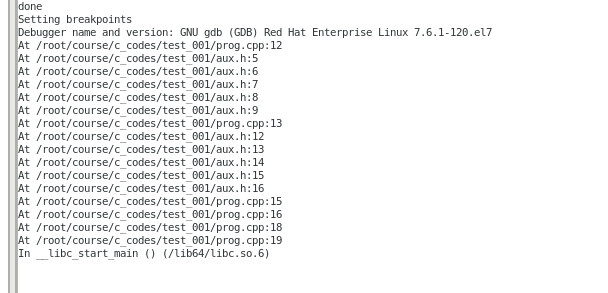 done
Setting breakpoints
Debugger name and version: GNU gdb (GDB) Red Hat Enterprise Linux 7.6.1-120.el7
At /root/course/c_codes/test_001/prog.cpp:12
At /root/course/c_codes/test_001/aux.h:5
At /root/course/c_codes/test_001/aux.h:6
At /root/course/c_codes/test_001/aux.h:7
At /root/course/c_codes/test_001/aux.h:8
At /root/course/c_codes/test_001/aux.h:9
At /root/course/c_codes/test_001/prog.cpp:13
At /root/course/c_codes/test_001/aux.h:12
At /root/course/c_codes/test_001/aux.h:13
At /root/course/c_codes/test_001/aux.h:14
At /root/course/c_codes/test_001/aux.h:15
At /root/course/c_codes/test_001/aux.h:16
At /root/course/c_codes/test_001/prog.cpp:15
At /root/course/c_codes/test_001/prog.cpp:16
At /root/course/c_codes/test_001/prog.cpp:18
At /root/course/c_codes/test_001/prog.cpp:19
In __libc_start_main () (/lib64/libc.so.6)